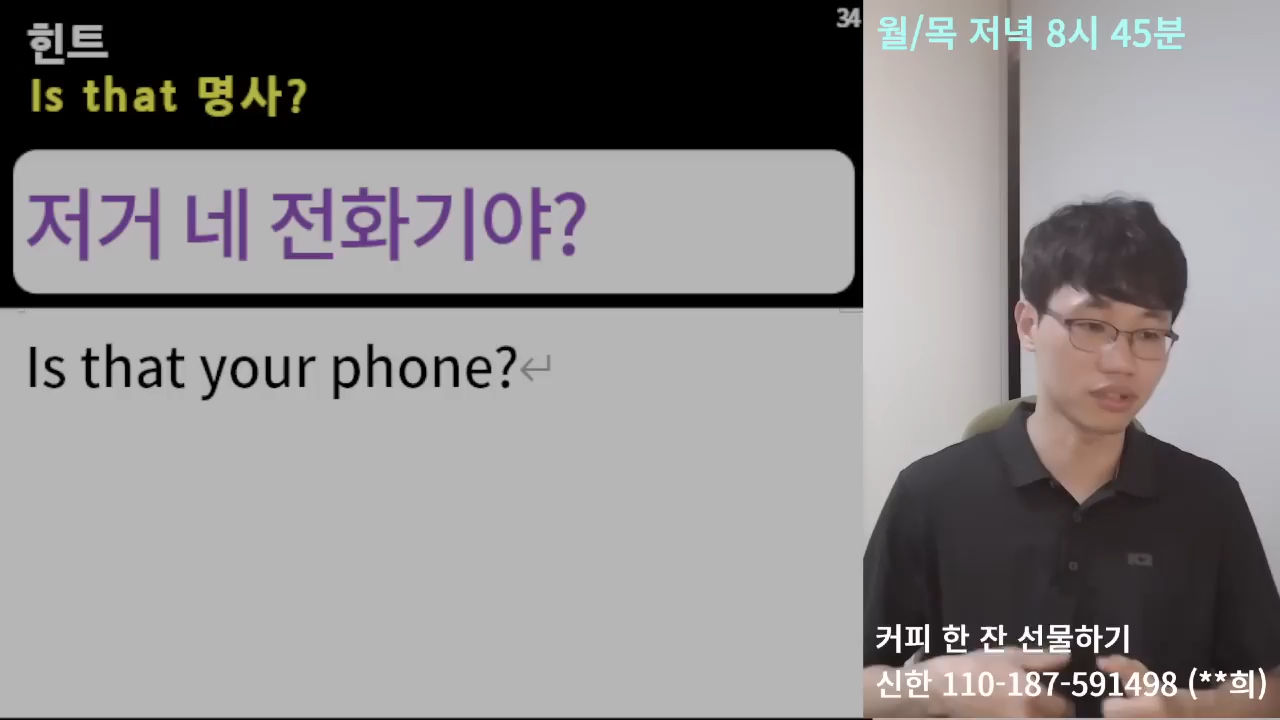 힌트
34
Is that 명사?
저거 네 전화기야?
Is that your phone?↵
월/목 저녁 8시 45분
커피 한 잔 선물하기
신한 110-187-591498 (**희)